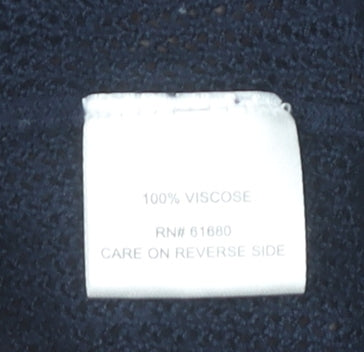 100% VISCOSE
RN# 61680
CARE ON REVERSE SIDE